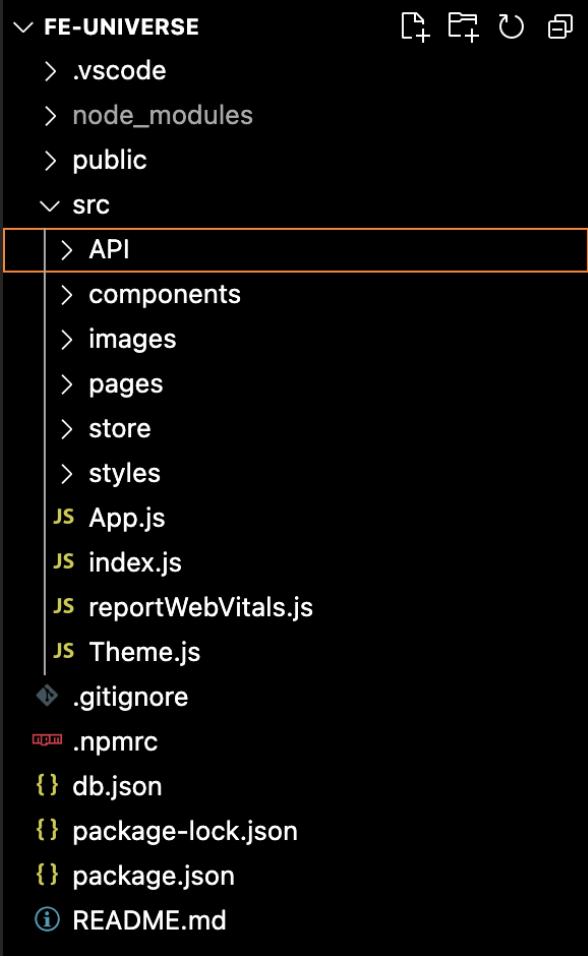 FE-UNIVERSE
.vscode
node_modules
public
src
API
components
images
pages
store
styles
JS App.js
JS index.js
JS reportWebVitals.js
JS Theme.js
.gitignore
npm .npmrc
{} db.json
{} package-lock.json
{} package.json
README.md